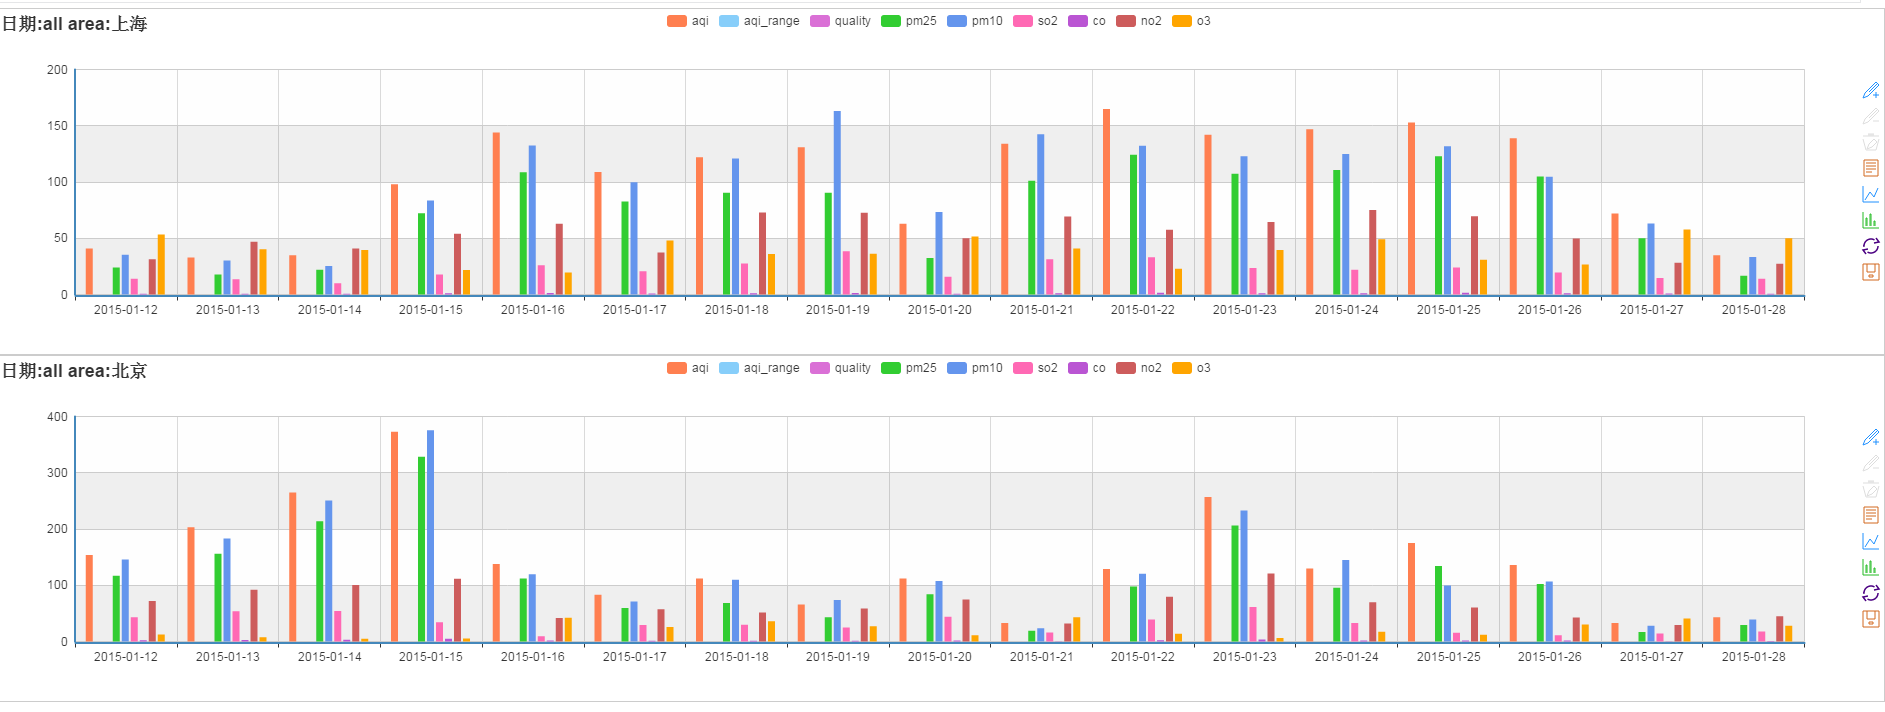 日期:all area:上海
aqi aqi_range quality pm25 pm10 so2 co no2 o3
200
150
100
50
0
2015-01-12 2015-01-13 2015-01-14 2015-01-15 2015-01-16 2015-01-17 2015-01-18 2015-01-19 2015-01-20 2015-01-21 2015-01-22 2015-01-23 2015-01-24 2015-01-25 2015-01-26 2015-01-27 2015-01-28
日期:all area:北京
aqi aqi_range quality pm25 pm10 so2 co no2 o3
400
300
200
100
0
2015-01-12 2015-01-13 2015-01-14 2015-01-15 2015-01-16 2015-01-17 2015-01-18 2015-01-19 2015-01-20 2015-01-21 2015-01-22 2015-01-23 2015-01-24 2015-01-25 2015-01-26 2015-01-27 2015-01-28